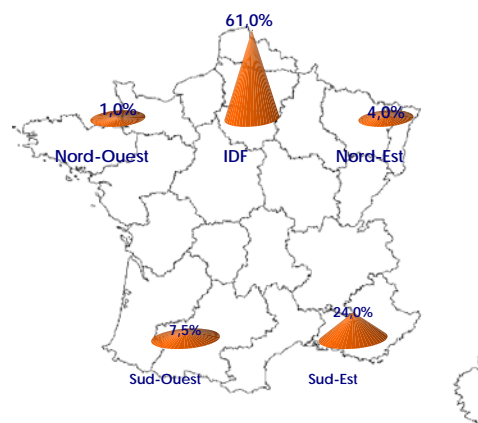 61,0%
1,0%
4,0%
Nord-Ouest
IDF
Nord-Est
24,0%
7,5%
Sud-Ouest
Sud-Est